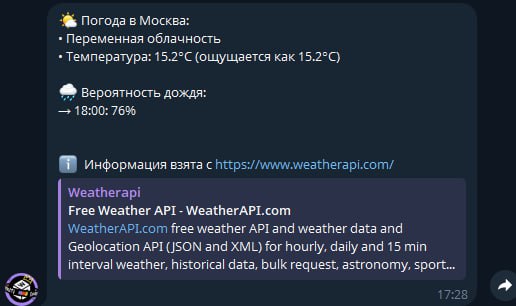 Погода в Москва:
• Переменная облачность
• Температура: 15.2°C (ощущается как 15.2°C)
Вероятность дождя:
→ 18:00: 76%
Информация взята с https://www.weatherapi.com/
Weatherapi
Free Weather API - WeatherAPI.com
WeatherAPI.com free weather API and weather data and
Geolocation API (JSON and XML) for hourly, daily and 15 min
interval weather, historical data, bulk request, astronomy, sport...
17:28